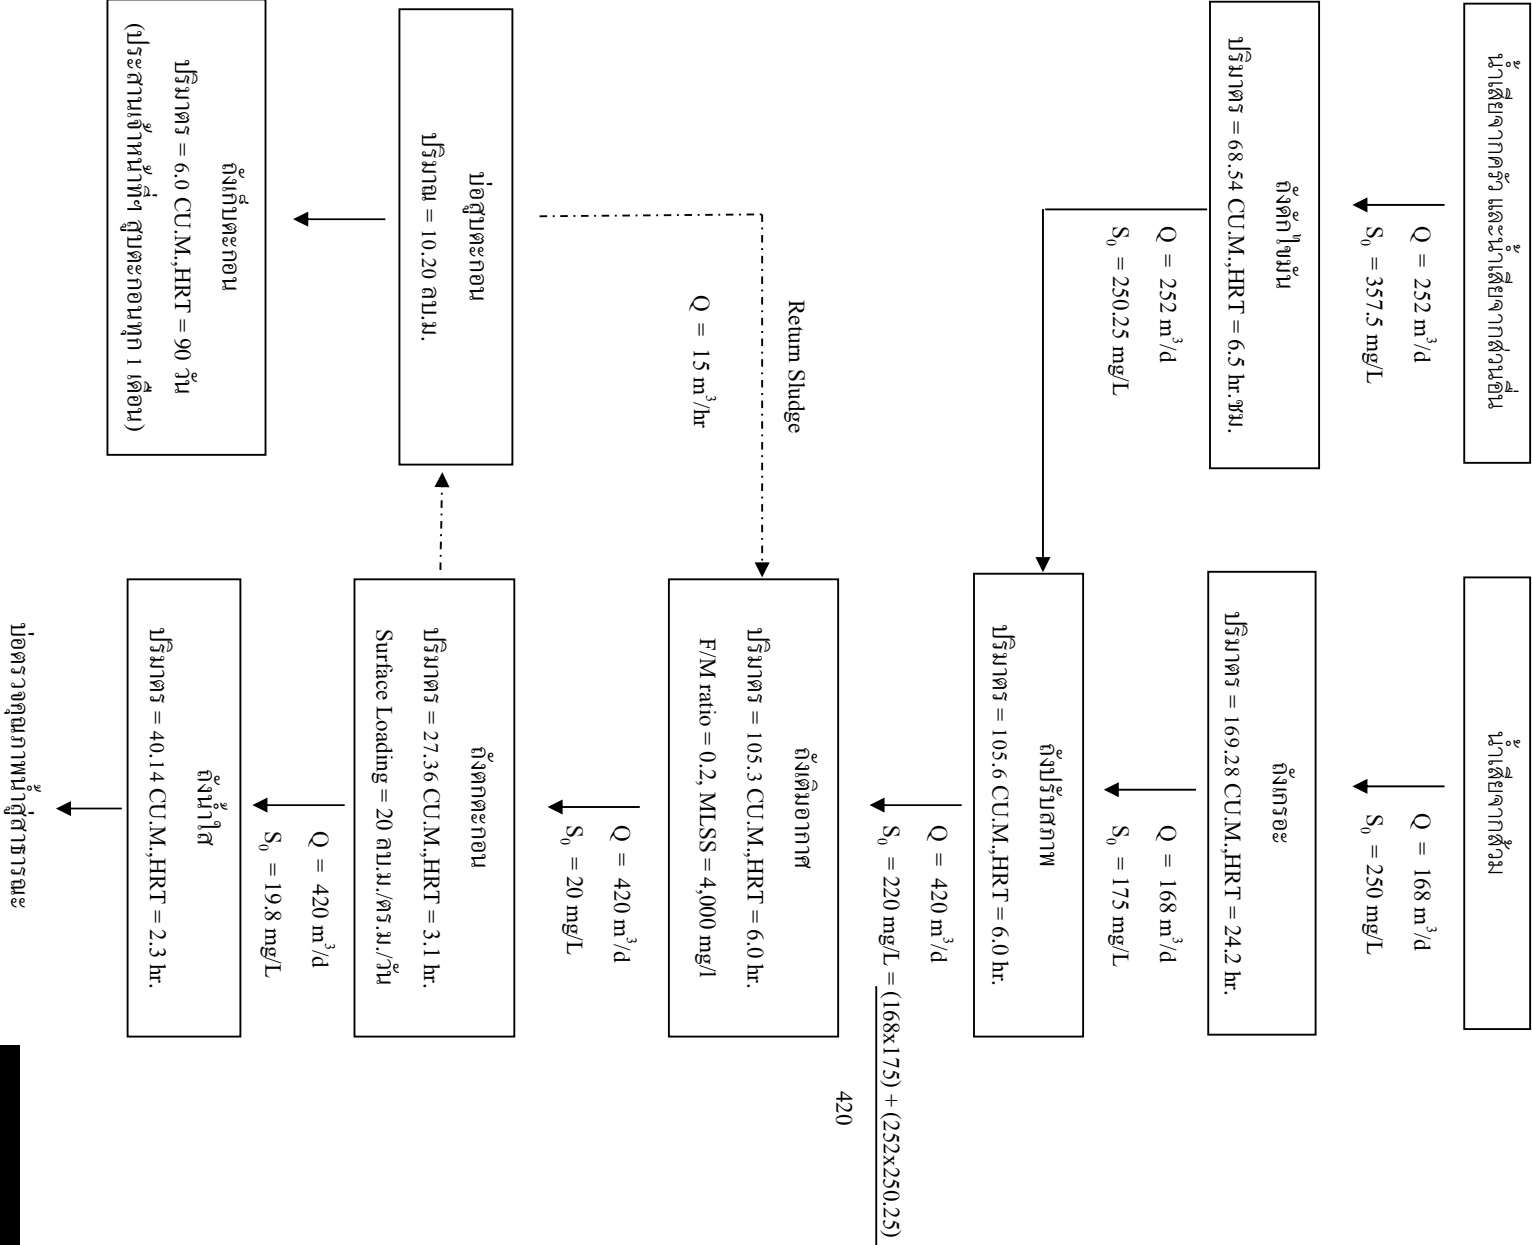 น้ำเสียจากครัว และน้ำเสียจากส่วนอื่น
Q = 252 m³/d
S₀ = 357.5 mg/L
ถังดักไขมัน
ปริมาตร = 68.54 CU.M.,HRT = 6.5 hr. ชม.
Q = 252 m³/d
S₀ = 250.25 mg/L
น้ำเสียจากส้วม
Q = 168 m³/d
S₀ = 250 mg/L
ถังเกรอะ
ปริมาตร = 169.28 CU.M.,HRT = 24.2 hr.
Q = 168 m³/d
S₀ = 175 mg/L
ถังปรับสภาพ
ปริมาตร = 105.6 CU.M.,HRT = 6.0 hr.
Q = 420 m³/d
S₀ = 220 mg/L = (168x175) + (252x250.25)
420
ถังเติมอากาศ
ปริมาตร = 105.3 CU.M.,HRT = 6.0 hr.
F/M ratio = 0.2, MLSS = 4,000 mg/l
Return Sludge
Q = 15 m³/hr
Q = 420 m³/d
S₀ = 20 mg/L
ถังตกตะกอน
ปริมาตร = 27.36 CU.M.,HRT = 3.1 hr.
Surface Loading = 20 ลบ.ม./ตร.ม./วัน
บ่อสูบตะกอน
ปริมาณ = 10.20 ลบ.ม.
ถังเก็บตะกอน
ปริมาตร = 6.0 CU.M.,HRT = 90 วัน
(ประสานเจ้าหน้าที่ฯ สูบตะกอนทุก 1 เดือน)
Q = 420 m³/d
S₀ = 19.8 mg/L
ถังน้ำใส
ปริมาตร = 40.14 CU.M.,HRT = 2.3 hr.
บ่อตรวจคุณภาพน้ำสู่สาธารณะ